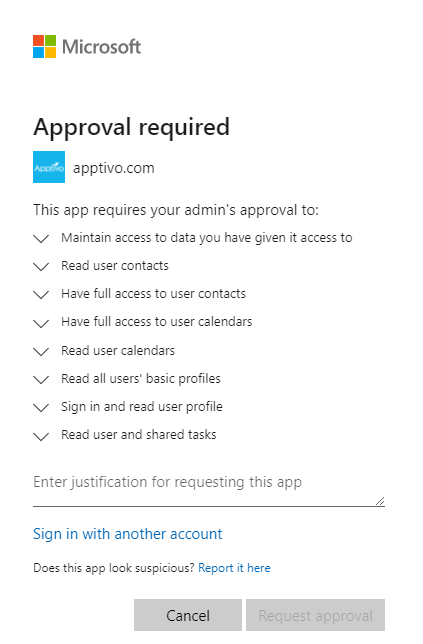 Microsoft
Approval required
Apptivo
apptivo.com
This app requires your admin's approval to:
Maintain access to data you have given it access to
Read user contacts
Have full access to user contacts
Have full access to user calendars
Read user calendars
Read all users' basic profiles
Sign in and read user profile
Read user and shared tasks
Enter justification for requesting this app
Sign in with another account
Does this app look suspicious? Report it here
Cancel Request approval